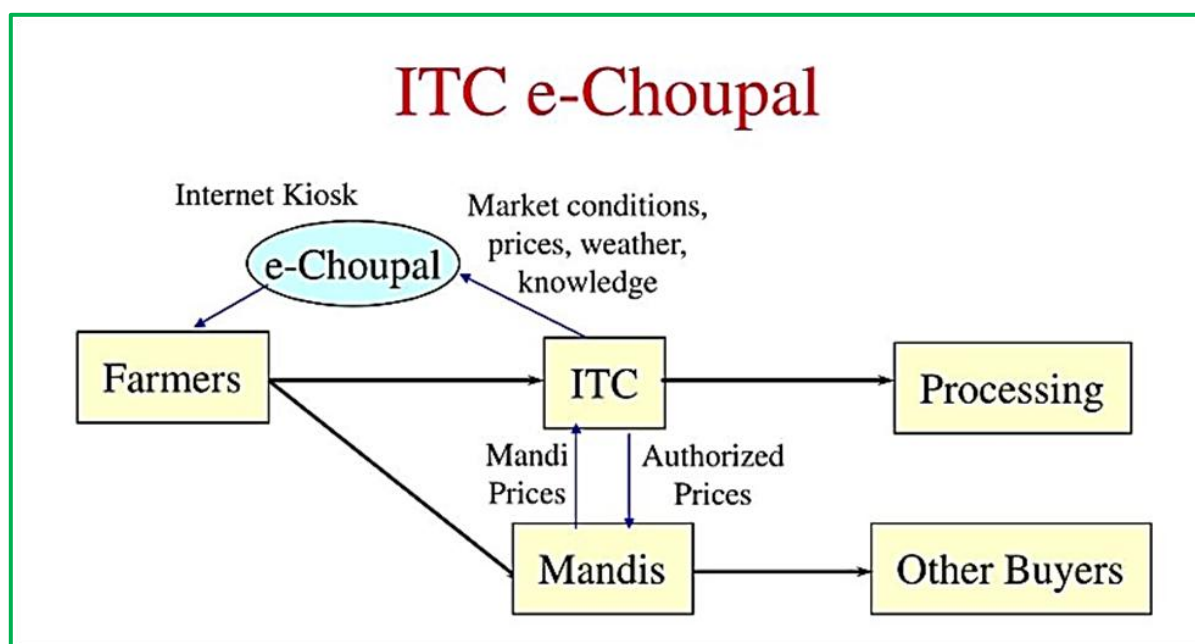 ITC e-Choupal
Internet Kiosk
Market conditions,
prices, weather,
knowledge
e-Choupal
Farmers
ITC
Processing
Mandi
Prices
Authorized
Prices
Mandis
Other Buyers